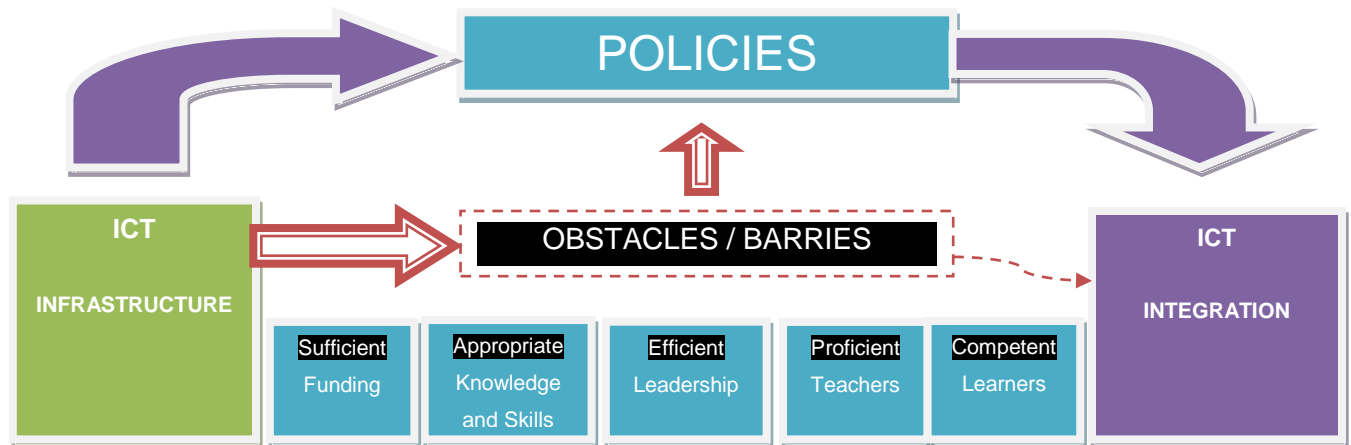 POLICIES
OBSTACLES / BARRIES
ICT
INFRASTRUCTURE
ICT
INTEGRATION
Sufficient
Funding
Appropriate
Knowledge
and Skills
Efficient
Leadership
Proficient
Teachers
Competent
Learners